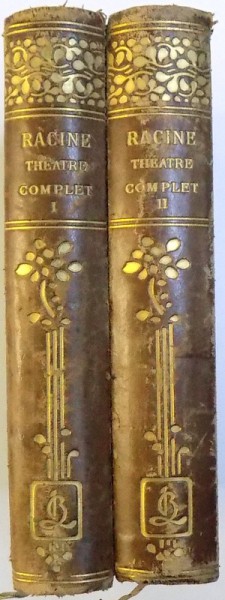 RACINE
THEATRE
COMPLET
I
RACINE
THEATRE
COMPLET
II